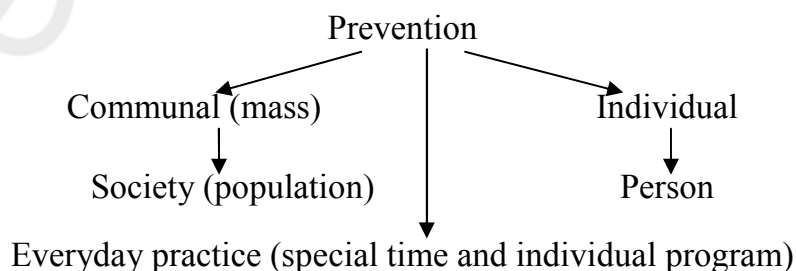 Prevention
Communal (mass)
Individual
Society (population)
Person
Everyday practice (special time and individual program)